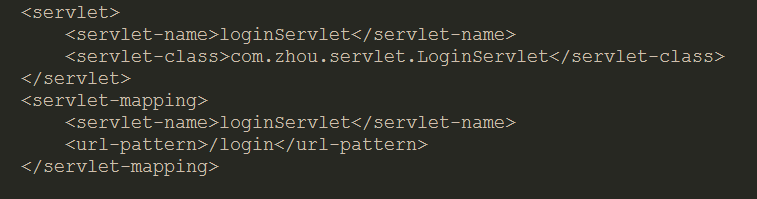 <servlet>
    <servlet-name>loginServlet</servlet-name>
    <servlet-class>com.zhou.servlet.LoginServlet</servlet-class>
</servlet>
<servlet-mapping>
    <servlet-name>loginServlet</servlet-name>
    <url-pattern>/login</url-pattern>
</servlet-mapping>